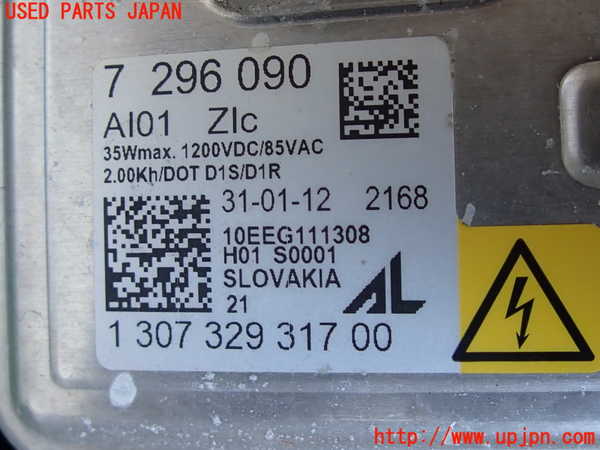 USED PARTS JAPAN
7 296 090
AI01 ZIc
35Wmax. 1200VDC/85VAC
2.00Kh/DOT D1S/D1R
31-01-12 2168
10EEG111308
H01 S0001
SLOVAKIA
21 AL
1 307 329 317 00
http://www.upjpn.com/